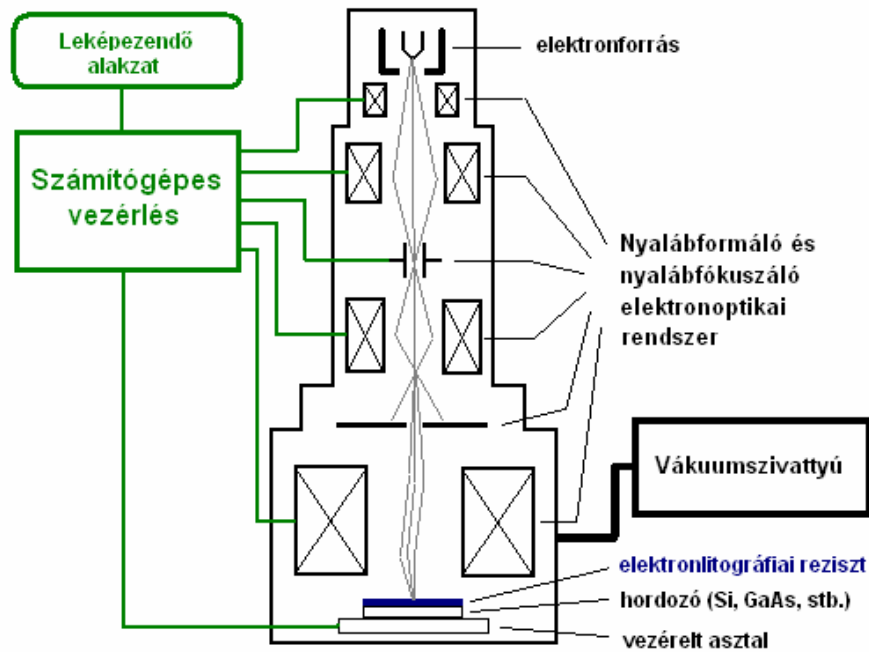 Leképezendő
alakzat
elektronforrás
Számítógépes
vezérlés
Nyalábformáló és
nyalábfókuszáló
elektronoptikai
rendszer
Vákuumszivattyú
elektronlitográfiai reziszt
hordozó (Si, GaAs, stb.)
vezérelt asztal